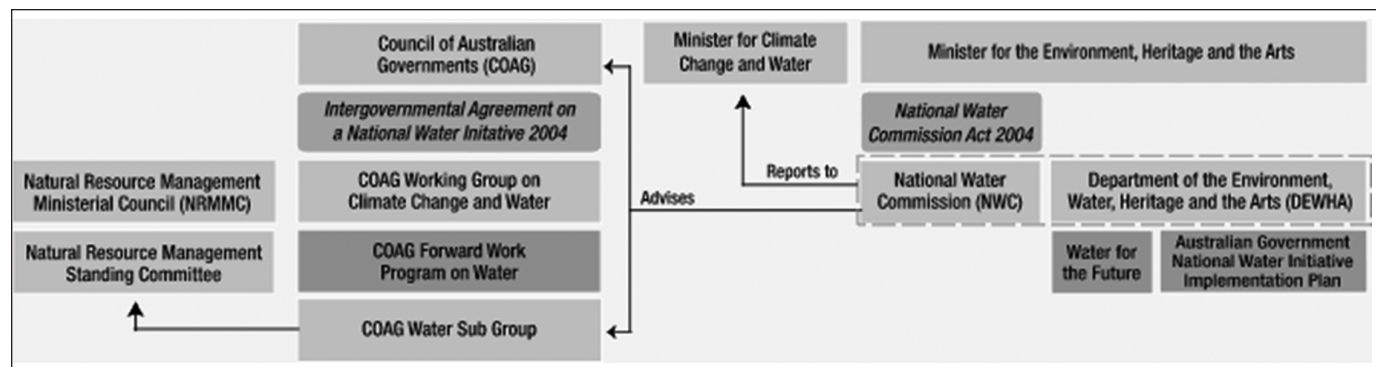 Council of Australian
Governments (COAG)
Minister for Climate
Change and Water
Minister for the Environment, Heritage and the Arts
Intergovernmental Agreement on
a National Water Initative 2004
National Water
Commission Act 2004
Natural Resource Management
Ministerial Council (NRMMC)
COAG Working Group on
Climate Change and Water
Advises
Reports to
National Water
Commission (NWC)
Department of the Environment,
Water, Heritage and the Arts (DEWHA)
Natural Resource Management
Standing Committee
COAG Forward Work
Program on Water
Water for
the Future
Australian Government
National Water Initiative
Implementation Plan
COAG Water Sub Group